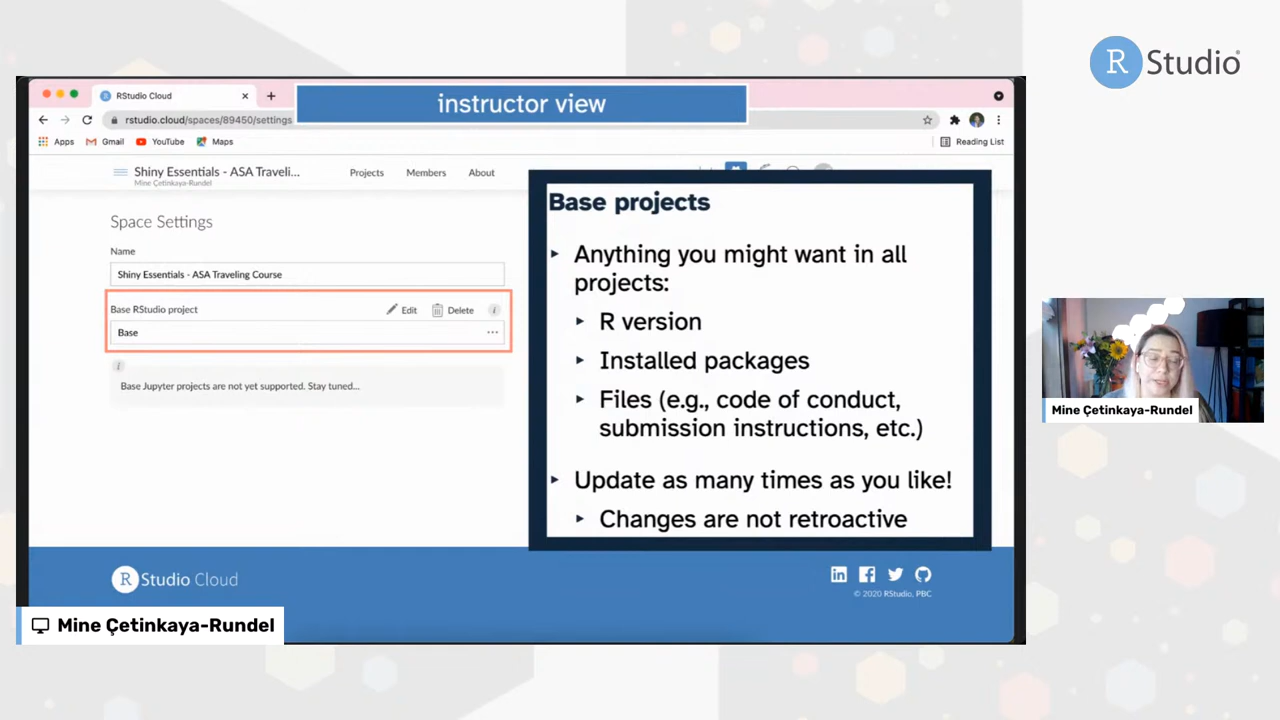 R Studio
instructor view
RStudio Cloud
rstudio.cloud/spaces/89450/settings
Apps
Gmail
YouTube
Maps
Reading List
Shiny Essentials - ASA Traveli...
Mine Çetinkaya-Rundel
Projects
Members
About
Space Settings
Name
Shiny Essentials - ASA Traveling Course
Base RStudio project
Edit
Delete
i
Base
i
Base Jupyter projects are not yet supported. Stay tuned...
Base projects
Anything you might want in all
projects:
R version
Installed packages
Files (e.g., code of conduct,
submission instructions, etc.)
Update as many times as you like!
Changes are not retroactive
R Studio Cloud
© 2020 RStudio, PBC
Mine Çetinkaya-Rundel
Mine Çetinkaya-Rundel